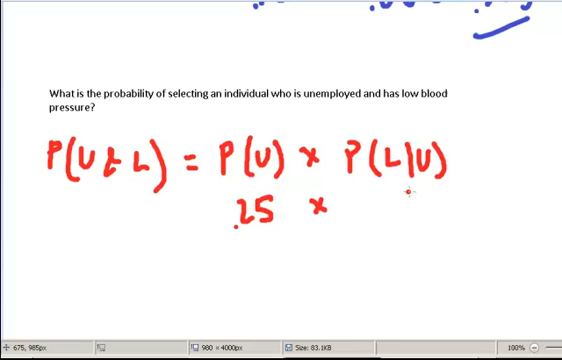 What is the probability of selecting an individual who is unemployed and has low blood
pressure?
P(U & L) = P(U) × P(L|U)
.25 ×
675, 985px 980 × 4000px Size: 83.1KB 100%